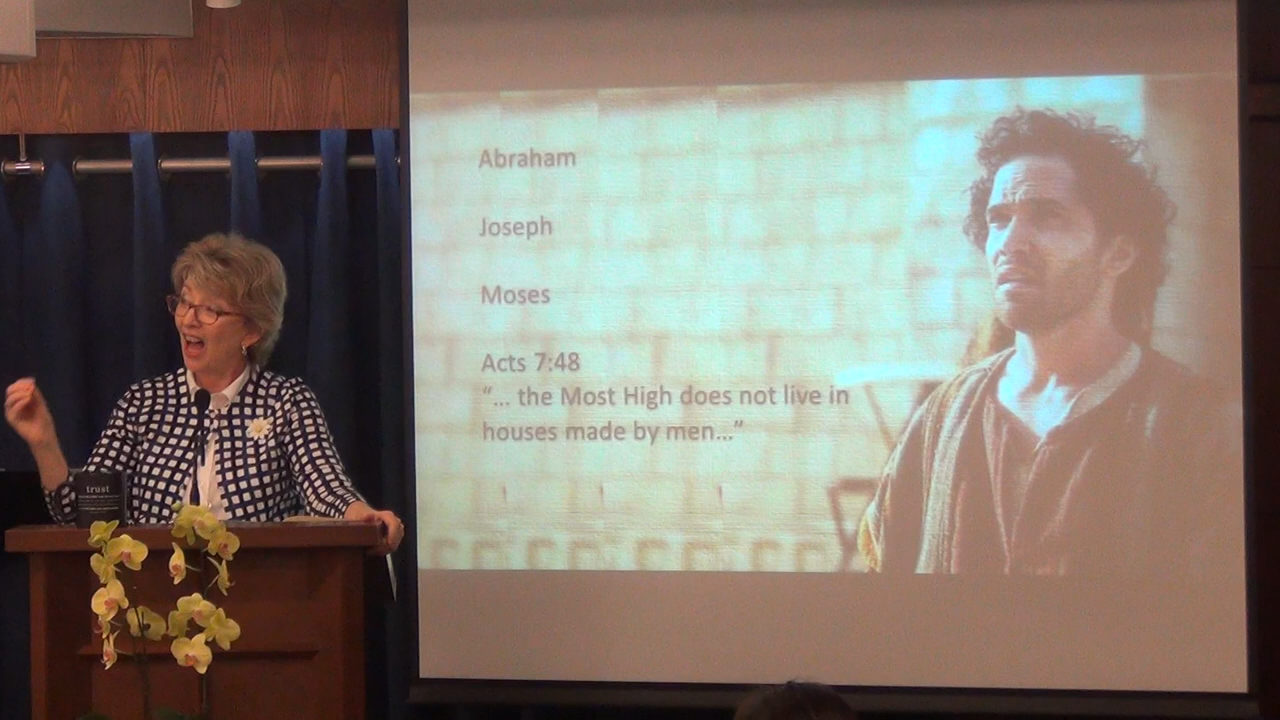 Abraham
Joseph
Moses
Acts 7:48
“... the Most High does not live in
houses made by men...”
trust